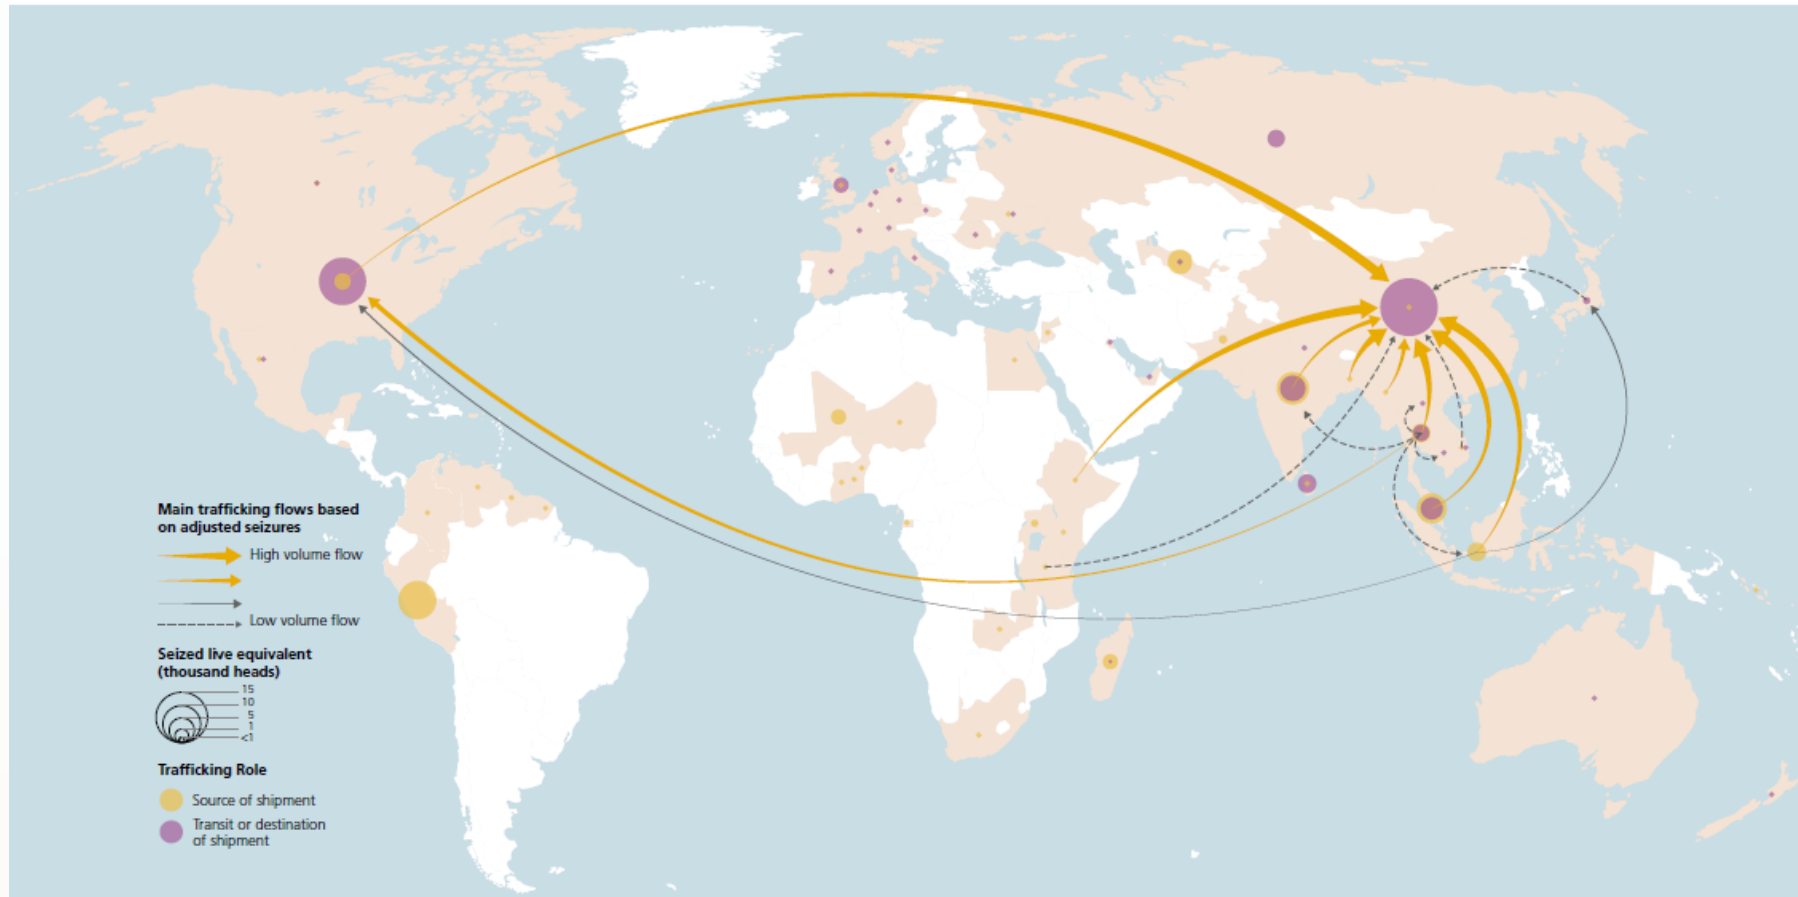 Main trafficking flows based
on adjusted seizures
High volume flow
Low volume flow
Seized live equivalent
(thousand heads)
15
10
5
1
<1
Trafficking Role
Source of shipment
Transit or destination
of shipment